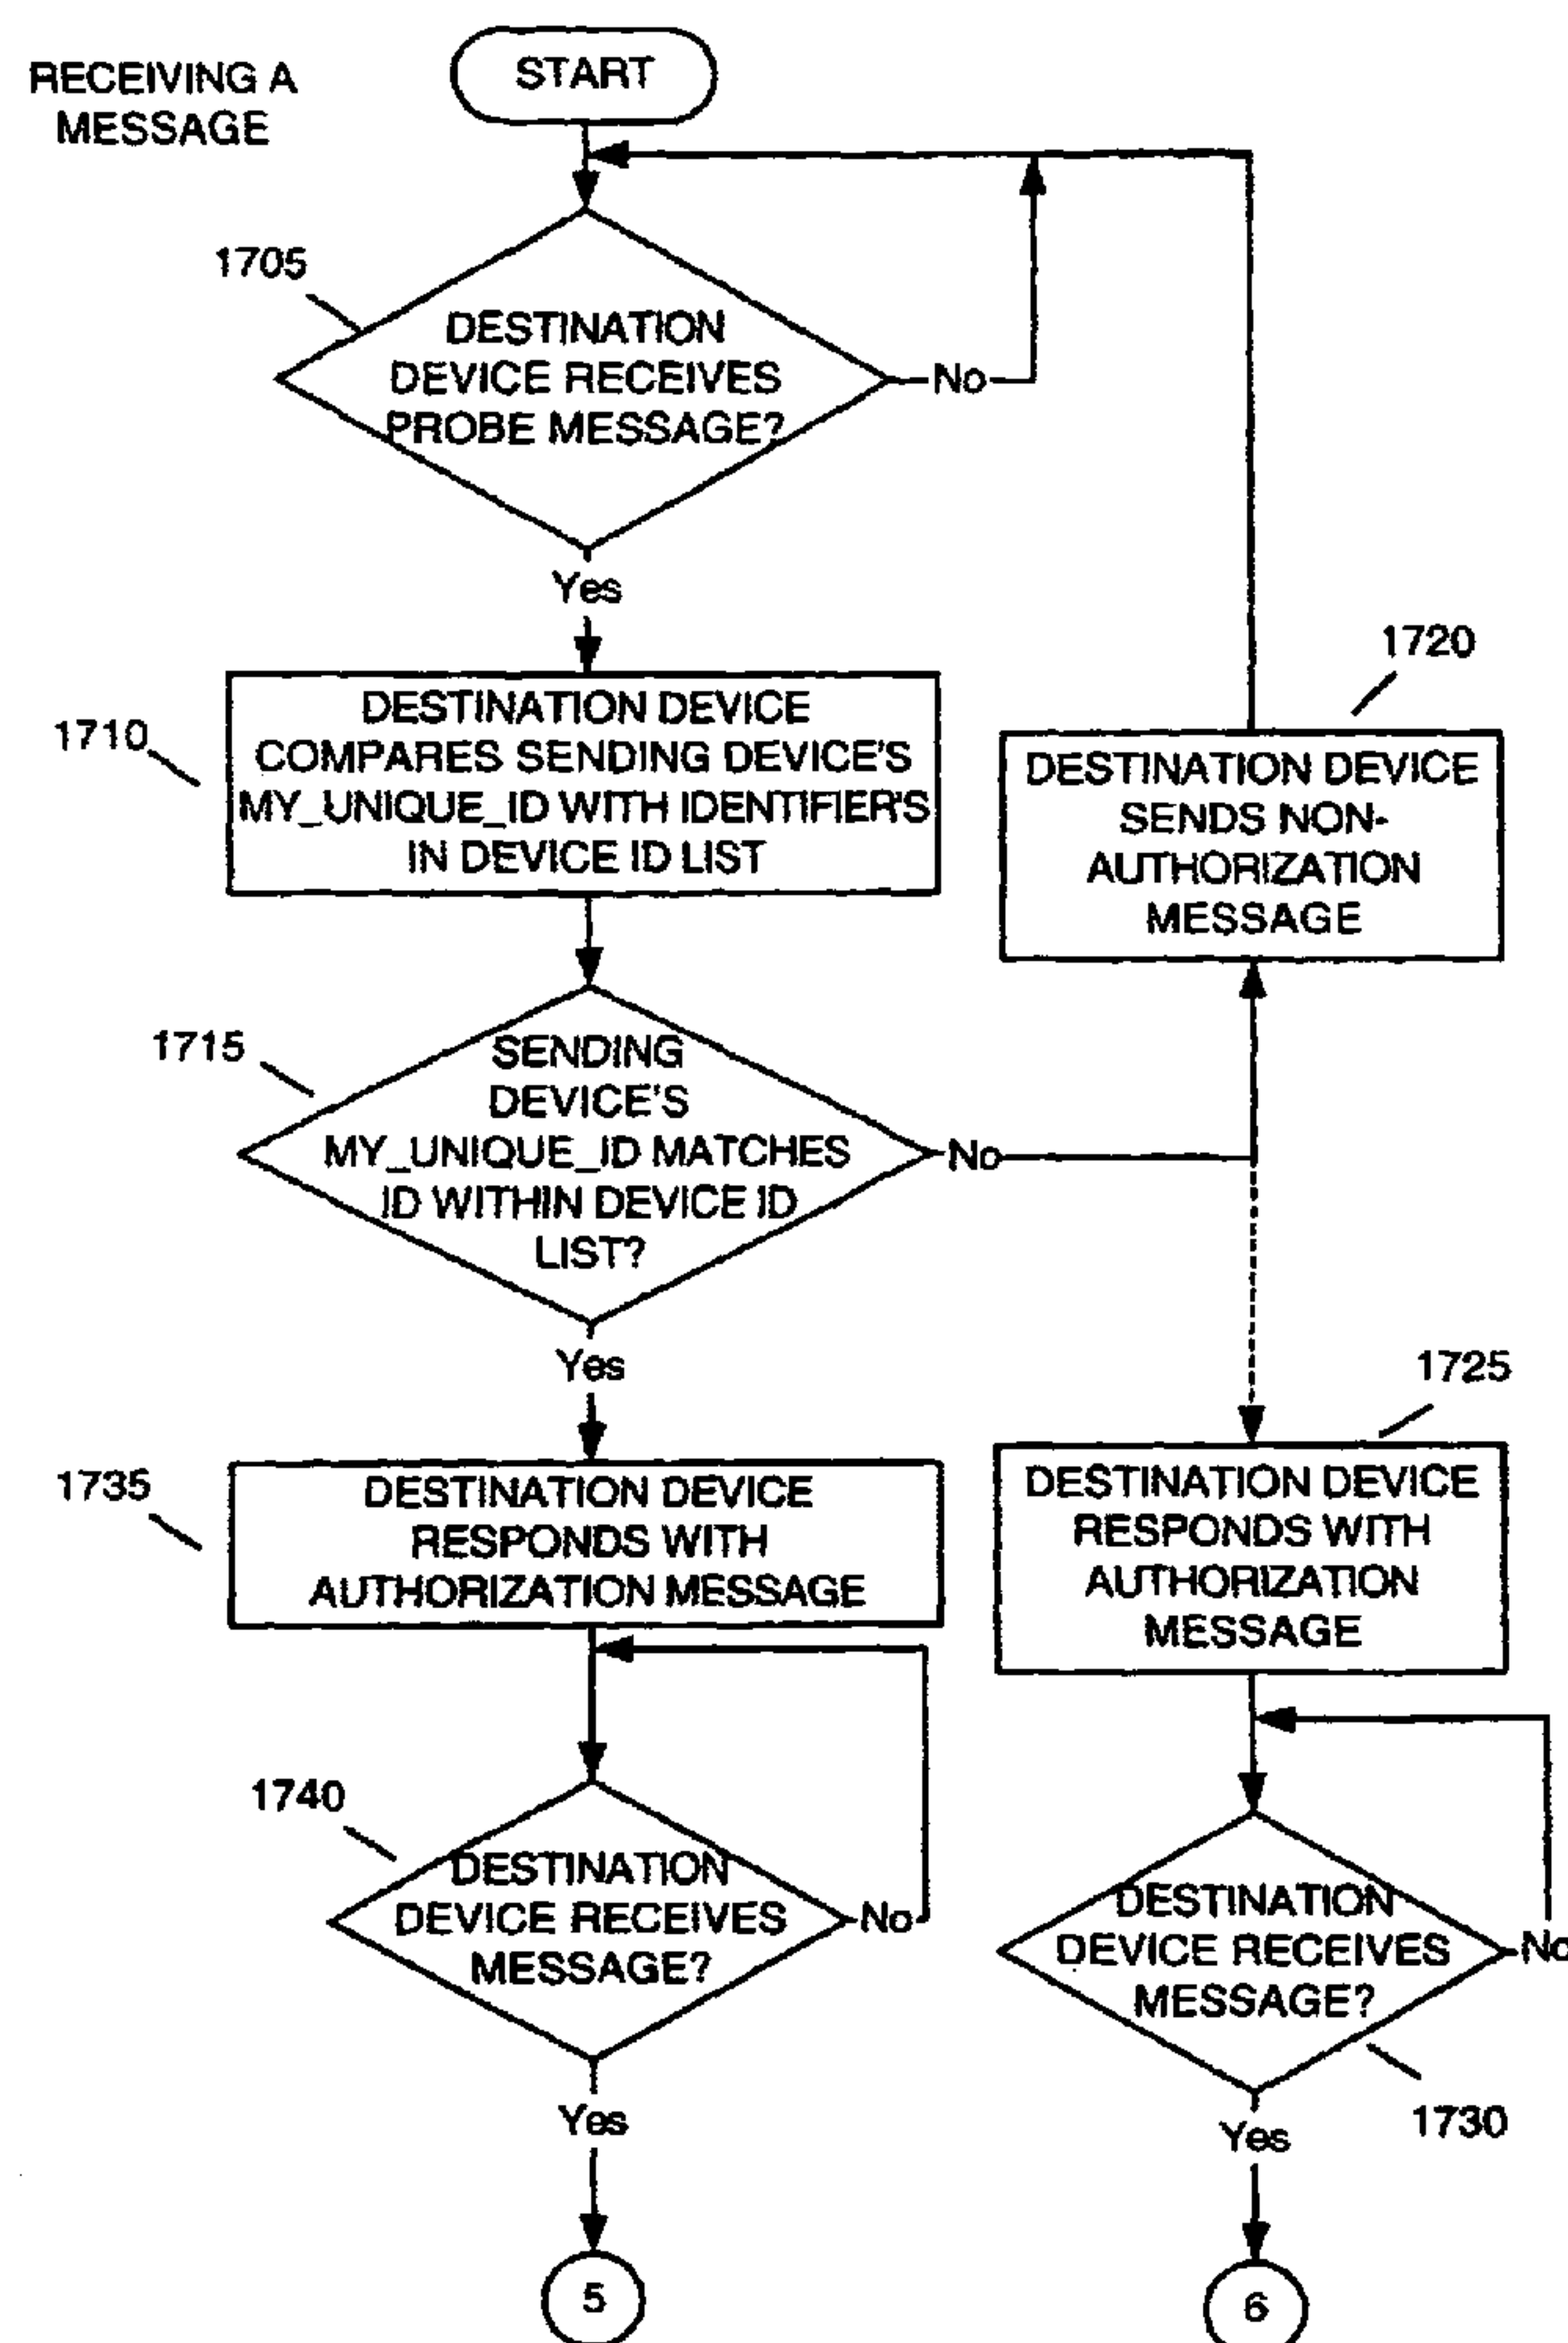 RECEIVING A
MESSAGE
START
1705
DESTINATION
DEVICE RECEIVES
PROBE MESSAGE?
No
Yes
1710
DESTINATION DEVICE
COMPARES SENDING DEVICE'S
MY_UNIQUE_ID WITH IDENTIFIER'S
IN DEVICE ID LIST
1720
DESTINATION DEVICE
SENDS NON-
AUTHORIZATION
MESSAGE
1715
SENDING
DEVICE'S
MY_UNIQUE_ID MATCHES
ID WITHIN DEVICE ID
LIST?
No
Yes
1725
DESTINATION DEVICE
RESPONDS WITH
AUTHORIZATION
MESSAGE
1735
DESTINATION DEVICE
RESPONDS WITH
AUTHORIZATION MESSAGE
1740
DESTINATION
DEVICE RECEIVES
MESSAGE?
No
Yes
5
DESTINATION
DEVICE RECEIVES
MESSAGE?
No
1730
Yes
6